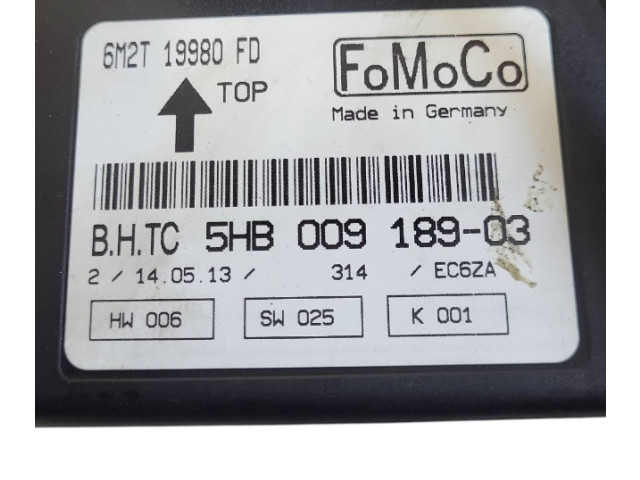 6M2T 19980 FD
FoMoCo
TOP
Made in Germany
B.H.TC 5HB 009 189-03
2 / 14.05.13 / 314 / EC6ZA
HW 006 SW 025 K 001